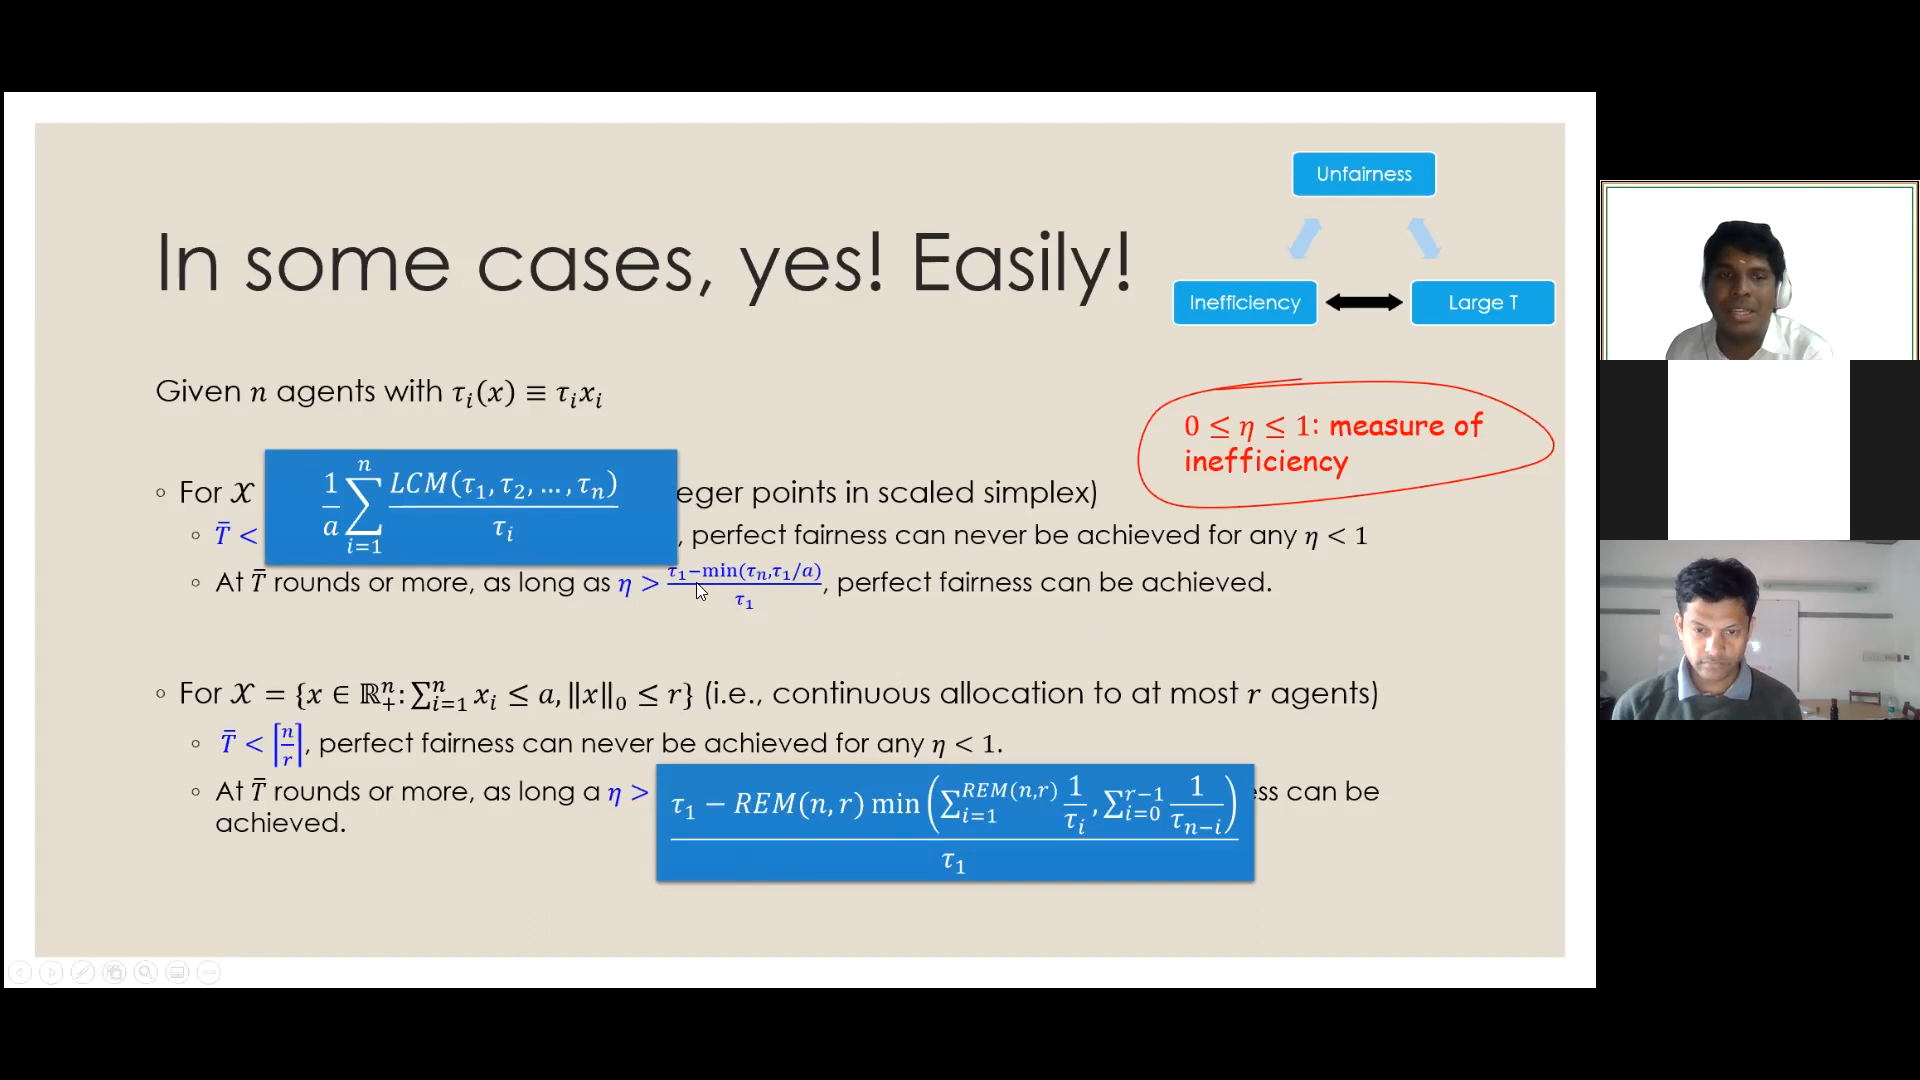 Unfairness
In some cases, yes! Easily!
Inefficiency
Large T
Given n agents with τᵢ(x) ≡ τᵢxᵢ
0 ≤ η ≤ 1: measure of
inefficiency
◦ For 𝒳
1/a ∑ᵢ₌₁ⁿ LCM(τ₁, τ₂, …, τₙ)/τᵢ
eger points in scaled simplex)
◦ T̄ < , perfect fairness can never be achieved for any η < 1
◦ At T̄ rounds or more, as long as η > (τ₁−min(τₙ,τ₁/a))/τ₁, perfect fairness can be achieved.
◦ For 𝒳 = {x ∈ ℝ₊ⁿ: ∑ᵢ₌₁ⁿ xᵢ ≤ a, ‖x‖₀ ≤ r} (i.e., continuous allocation to at most r agents)
◦ T̄ < ⌈n/r⌉, perfect fairness can never be achieved for any η < 1.
◦ At T̄ rounds or more, as long a η > (τ₁ − REM(n, r) min (∑ᵢ₌₁^{REM(n,r)} 1/τᵢ, ∑ᵢ₌₀^{r−1} 1/τₙ₋ᵢ))/τ₁ ess can be
achieved.